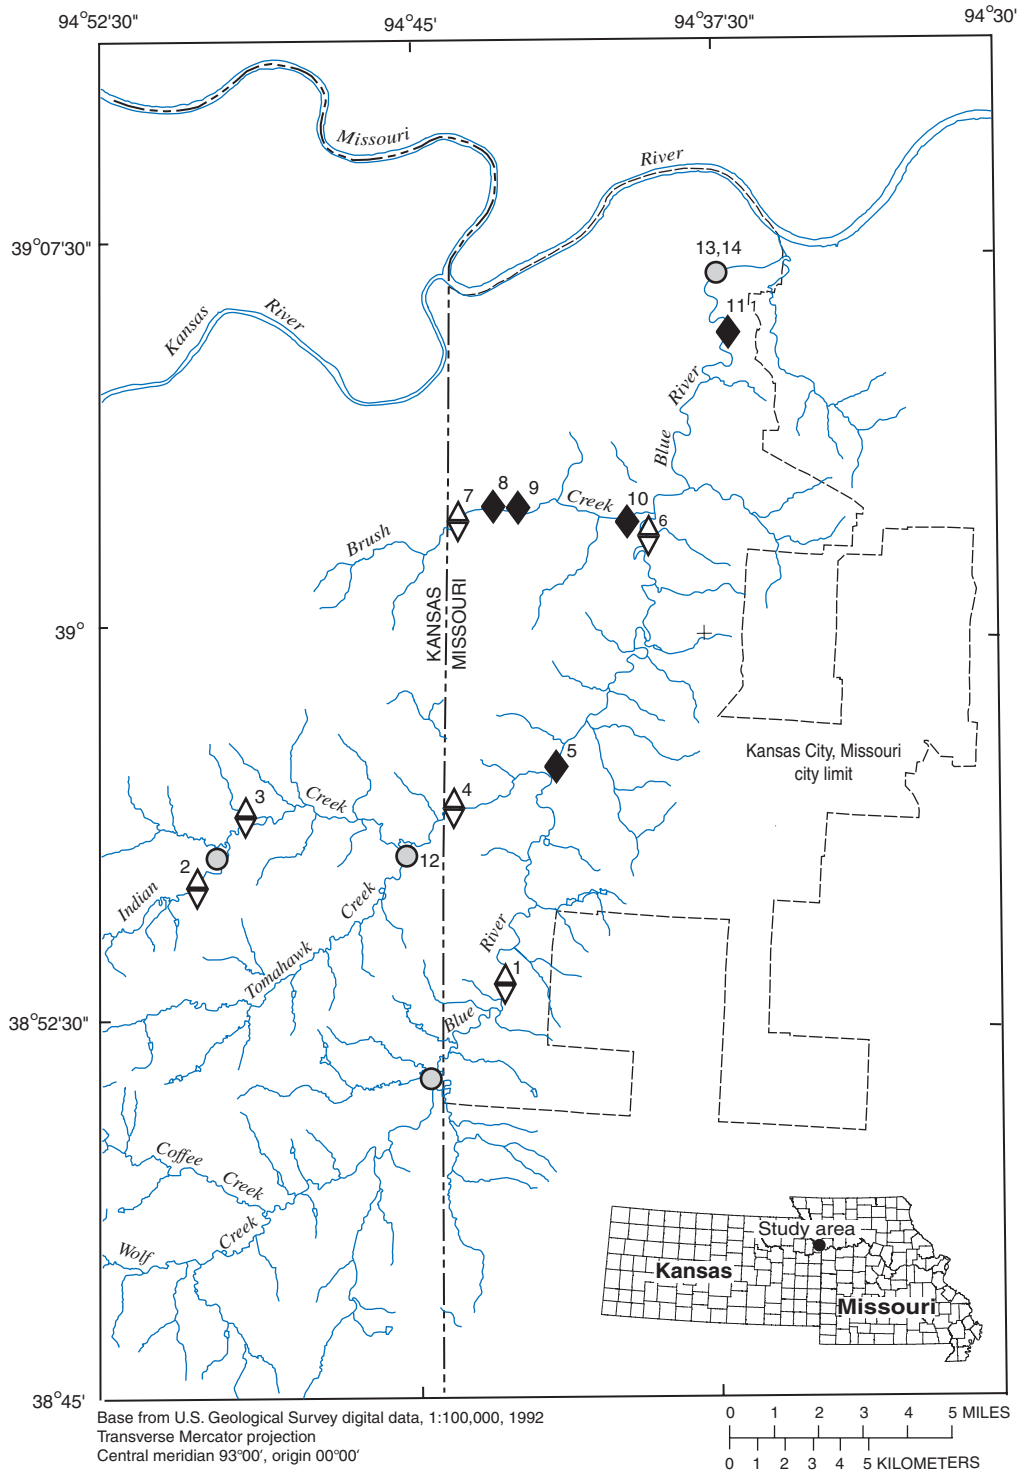 94°52'30"
94°45'
94°37'30"
94°30'
Missouri
River
39°07'30"
13,14
11
Kansas
River
River
Blue
7
8
9
Creek
10
6
Brush
KANSAS
MISSOURI
39°
5
Kansas City, Missouri
city limit
3
Creek
4
2
12
Indian
Creek
Tomahawk
River
1
Blue
38°52'30"
Coffee
Creek
Creek
Wolf
Study area
Kansas
Missouri
38°45'
Base from U.S. Geological Survey digital data, 1:100,000, 1992
Transverse Mercator projection
Central meridian 93°00', origin 00°00'
0 1 2 3 4 5 MILES
0 1 2 3 4 5 KILOMETERS